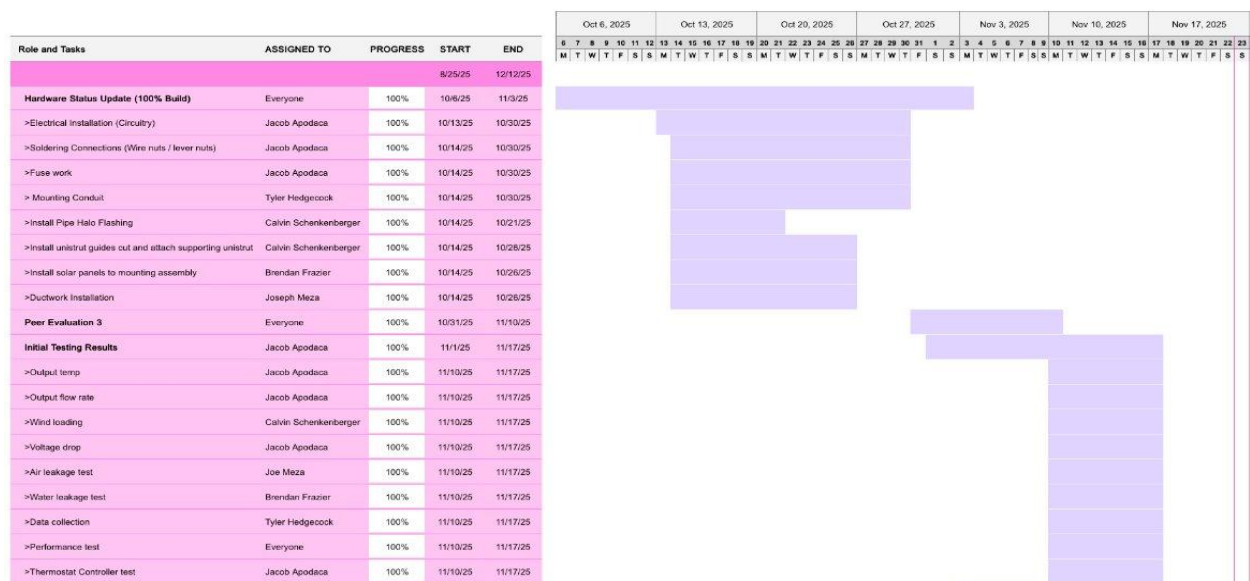 Oct 6, 2025 Oct 13, 2025 Oct 20, 2025 Oct 27, 2025 Nov 3, 2025 Nov 10, 2025 Nov 17, 2025
6 7 8 9 10 11 12 13 14 15 16 17 18 19 20 21 22 23 24 25 26 27 28 29 30 31 1 2 3 4 5 6 7 8 9 10 11 12 13 14 15 16 17 18 19 20 21 22 23
Role and Tasks ASSIGNED TO PROGRESS START END
M T W T F S S M T W T F S S M T W T F S S M T W T F S S M T W T F S S M T W T F S S M T W T F S S
8/25/25 12/12/25
Hardware Status Update (100% Build) Everyone 100% 10/6/25 11/3/25
>Electrical Installation (Circuitry) Jacob Apodaca 100% 10/13/25 10/30/25
>Soldering Connections (Wire nuts / lever nuts) Jacob Apodaca 100% 10/14/25 10/30/25
>Fuse work Jacob Apodaca 100% 10/14/25 10/30/25
> Mounting Conduit Tyler Hedgecock 100% 10/14/25 10/30/25
>Install Pipe Halo Flashing Calvin Schenkenberger 100% 10/14/25 10/21/25
>Install unistrut guides cut and attach supporting unistrut Calvin Schenkenberger 100% 10/14/25 10/26/25
>Install solar panels to mounting assembly Brendan Frazier 100% 10/14/25 10/26/25
>Ductwork Installation Joseph Meza 100% 10/14/25 10/26/25
Peer Evaluation 3 Everyone 100% 10/31/25 11/10/25
Initial Testing Results Jacob Apodaca 100% 11/1/25 11/17/25
>Output temp Jacob Apodaca 100% 11/10/25 11/17/25
>Output flow rate Jacob Apodaca 100% 11/10/25 11/17/25
>Wind loading Calvin Schenkenberger 100% 11/10/25 11/17/25
>Voltage drop Jacob Apodaca 100% 11/10/25 11/17/25
>Air leakage test Joe Meza 100% 11/10/25 11/17/25
>Water leakage test Brendan Frazier 100% 11/10/25 11/17/25
>Data collection Tyler Hedgecock 100% 11/10/25 11/17/25
>Performance test Everyone 100% 11/10/25 11/17/25
>Thermostat Controller test Jacob Apodaca 100% 11/10/25 11/17/25